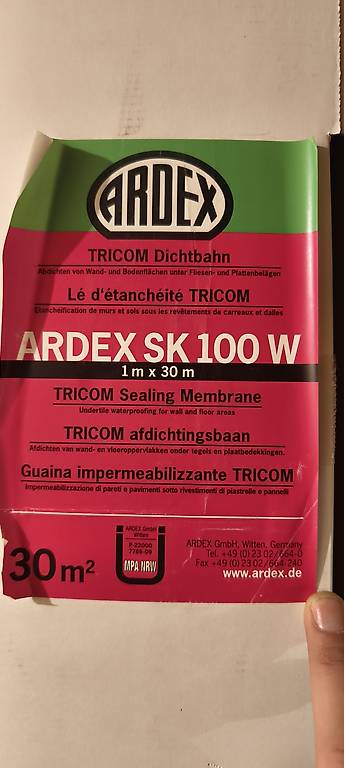 ARDEX
TRICOM Dichtbahn
Abdichten von Wand- und Bodenflächen unter Fliesen- und Plattenbelägen
Lé d'étanchéité TRICOM
Etanchéification de murs et sols sous les revêtements de carreaux et dalles
ARDEX SK 100 W
1 m x 30 m
TRICOM Sealing Membrane
Undertile waterproofing for wall and floor areas
TRICOM afdichtingsbaan
Afdichten van wand- en vloeroppervlakken onder tegels en plaatbedekkingen.
Guaina impermeabilizzante TRICOM
Impermeabilizzazione di pareti e pavimenti sotto rivestimenti di piastrelle e pannelli
30 m²
ARDEX GmbH
Witten
P-22000
7786-09
MPA NRW
ARDEX GmbH, Witten, Germany
Tel. +49 (0) 23 02/664-0
Fax +49 (0) 23 02/664-240
www.ardex.de